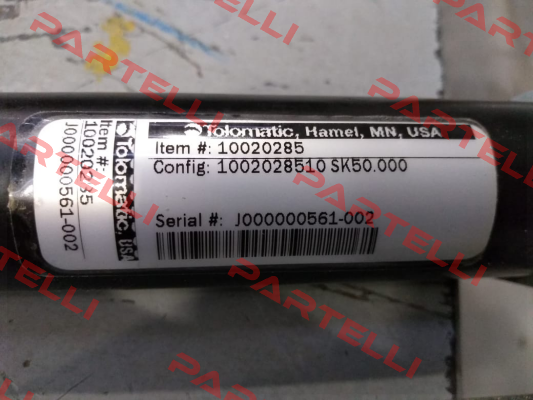 Tolomatic, Hamel, MN, USA
Item #: 10020285
Config: 1002028510 SK50.000
Serial #: J000000561-002
Tolomatic, USA
Item #:
10020285
J000000561-002
PARTELLI
PARTELLI
PARTELLI
PARTELLI
PARTELLI